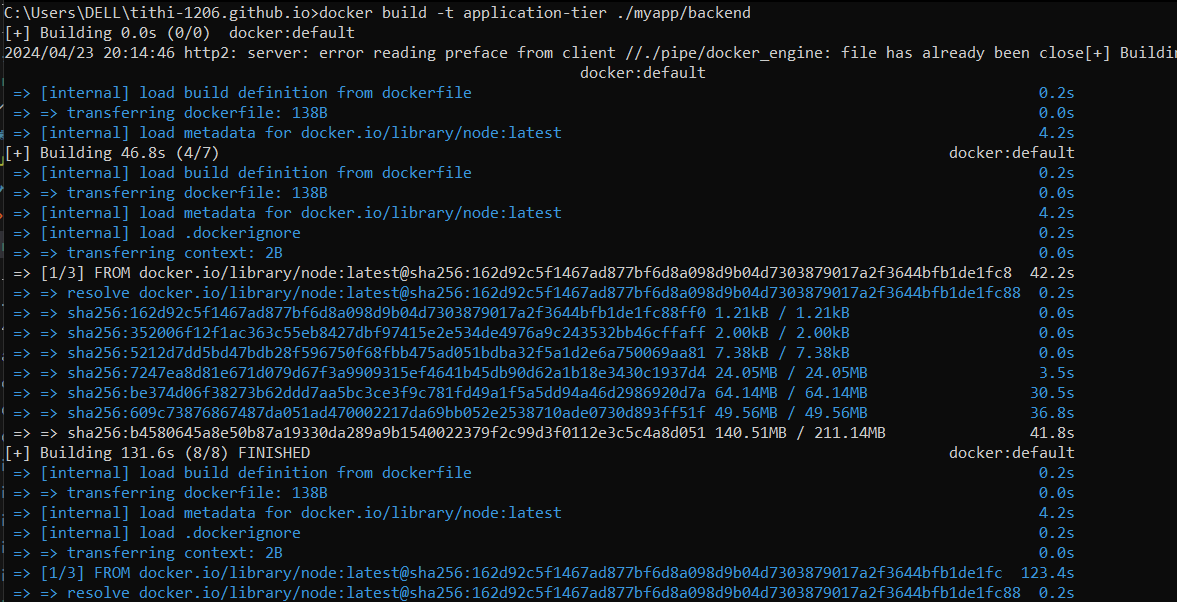 C:\Users\DELL\tithi-1206.github.io>docker build -t application-tier ./myapp/backend
[+] Building 0.0s (0/0)  docker:default
2024/04/23 20:14:46 http2: server: error reading preface from client //./pipe/docker_engine: file has already been close[+] Buildin
docker:default
=> [internal] load build definition from dockerfile 0.2s
=> => transferring dockerfile: 138B 0.0s
=> [internal] load metadata for docker.io/library/node:latest 4.2s
[+] Building 46.8s (4/7) docker:default
=> [internal] load build definition from dockerfile 0.2s
=> => transferring dockerfile: 138B 0.0s
=> [internal] load metadata for docker.io/library/node:latest 4.2s
=> [internal] load .dockerignore 0.2s
=> => transferring context: 2B 0.0s
=> [1/3] FROM docker.io/library/node:latest@sha256:162d92c5f1467ad877bf6d8a098d9b04d7303879017a2f3644bfb1de1fc8 42.2s
=> => resolve docker.io/library/node:latest@sha256:162d92c5f1467ad877bf6d8a098d9b04d7303879017a2f3644bfb1de1fc88 0.2s
=> => sha256:162d92c5f1467ad877bf6d8a098d9b04d7303879017a2f3644bfb1de1fc88ff0 1.21kB / 1.21kB 0.0s
=> => sha256:352006f12f1ac363c55eb8427dbf97415e2e534de4976a9c243532bb46cffaff 2.00kB / 2.00kB 0.0s
=> => sha256:5212d7dd5bd47bdb28f596750f68fbb475ad051bdba32f5a1d2e6a750069aa81 7.38kB / 7.38kB 0.0s
=> => sha256:7247ea8d81e671d079d67f3a9909315ef4641b45db90d62a1b18e3430c1937d4 24.05MB / 24.05MB 3.5s
=> => sha256:be374d06f38273b62ddd7aa5bc3ce3f9c781fd49a1f5a5dd94a46d2986920d7a 64.14MB / 64.14MB 30.5s
=> => sha256:609c73876867487da051ad470002217da69bb052e2538710ade0730d893ff51f 49.56MB / 49.56MB 36.8s
=> => sha256:b4580645a8e50b87a19330da289a9b1540022379f2c99d3f0112e3c5c4a8d051 140.51MB / 211.14MB 41.8s
[+] Building 131.6s (8/8) FINISHED docker:default
=> [internal] load build definition from dockerfile 0.2s
=> => transferring dockerfile: 138B 0.0s
=> [internal] load metadata for docker.io/library/node:latest 4.2s
=> [internal] load .dockerignore 0.2s
=> => transferring context: 2B 0.0s
=> [1/3] FROM docker.io/library/node:latest@sha256:162d92c5f1467ad877bf6d8a098d9b04d7303879017a2f3644bfb1de1fc 123.4s
=> => resolve docker.io/library/node:latest@sha256:162d92c5f1467ad877bf6d8a098d9b04d7303879017a2f3644bfb1de1fc88 0.2s